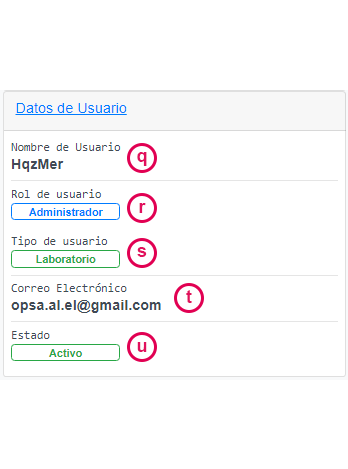 Datos de Usuario
Nombre de Usuario
HqzMer
q
Rol de usuario
Administrador
r
Tipo de usuario
Laboratorio
s
Correo Electrónico
opsa.al.el@gmail.com
t
Estado
Activo
u